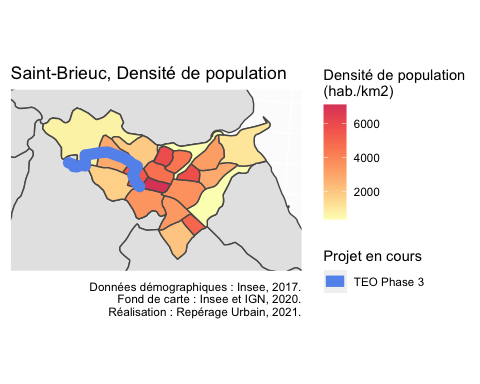 Saint-Brieuc, Densité de population
Densité de population
(hab./km2)
6000
4000
2000
Projet en cours
TEO Phase 3
Données démographiques : Insee, 2017.
Fond de carte : Insee et IGN, 2020.
Réalisation : Repérage Urbain, 2021.